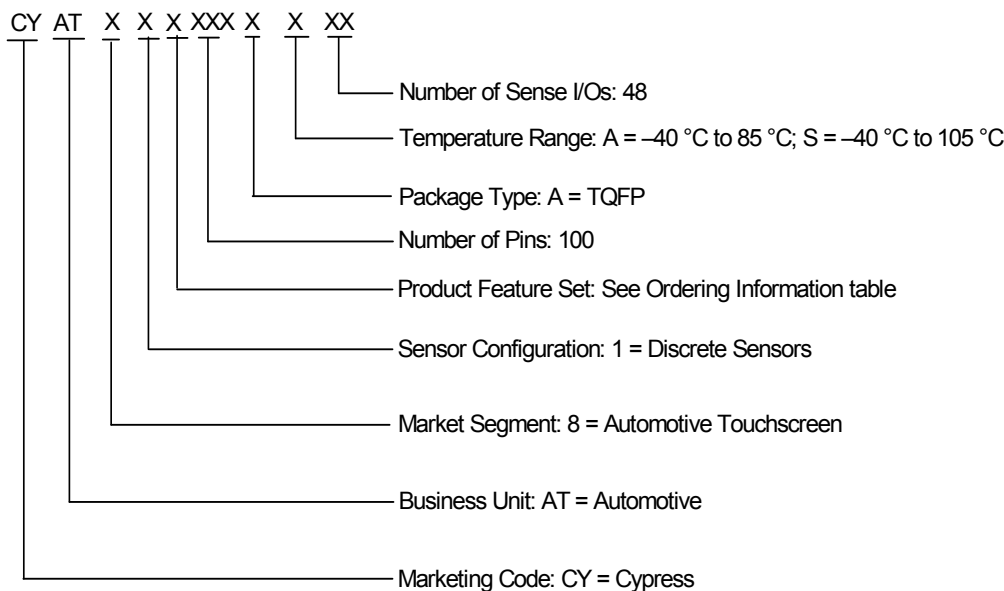 CY AT X X X XXX X X XX
Number of Sense I/Os: 48
Temperature Range: A = –40 °C to 85 °C; S = –40 °C to 105 °C
Package Type: A = TQFP
Number of Pins: 100
Product Feature Set: See Ordering Information table
Sensor Configuration: 1 = Discrete Sensors
Market Segment: 8 = Automotive Touchscreen
Business Unit: AT = Automotive
Marketing Code: CY = Cypress